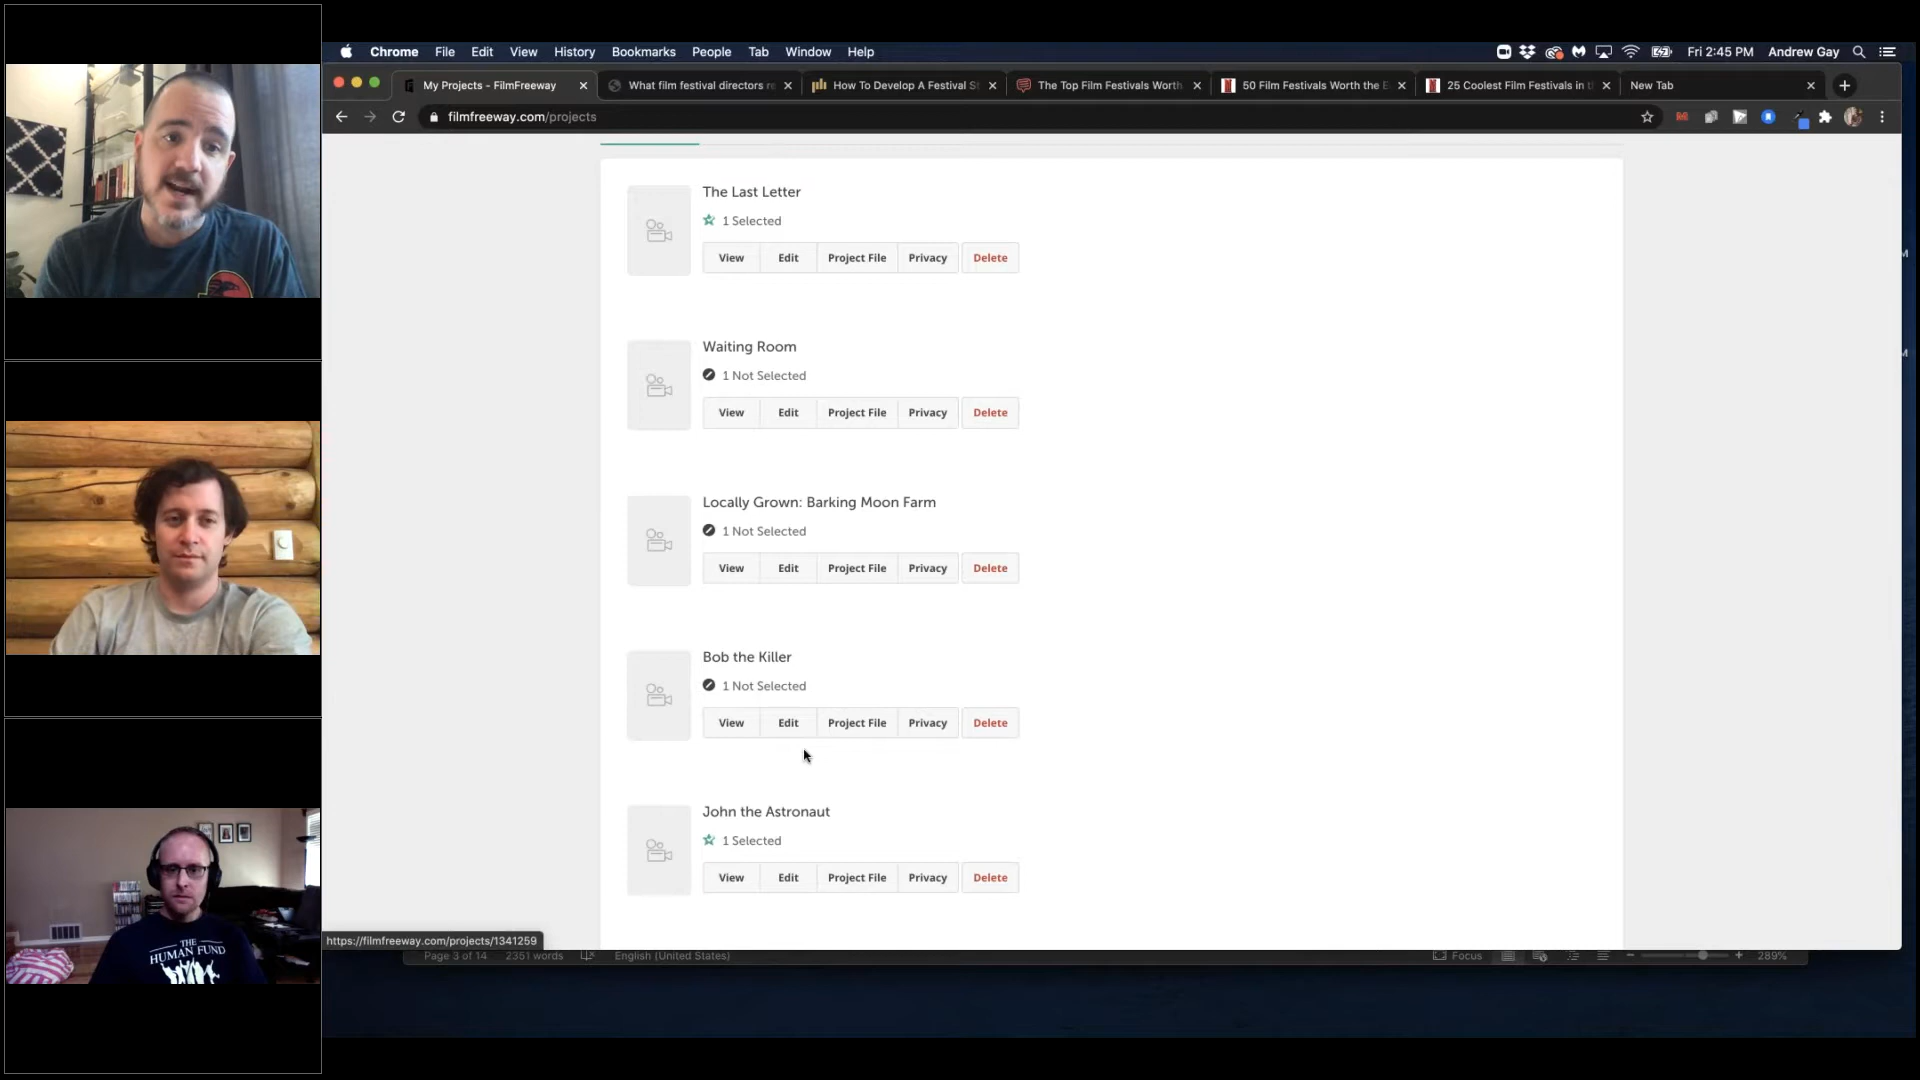 Chrome File Edit View History Bookmarks People Tab Window Help Fri 2:45 PM Andrew Gay
My Projects - FilmFreeway What film festival directors How To Develop A Festival The Top Film Festivals Worth 50 Film Festivals Worth the 25 Coolest Film Festivals in New Tab
filmfreeway.com/projects
The Last Letter
1 Selected
View Edit Project File Privacy Delete
Waiting Room
1 Not Selected
View Edit Project File Privacy Delete
Locally Grown: Barking Moon Farm
1 Not Selected
View Edit Project File Privacy Delete
Bob the Killer
1 Not Selected
View Edit Project File Privacy Delete
John the Astronaut
1 Selected
View Edit Project File Privacy Delete
https://filmfreeway.com/projects/1341259
Page 3 of 14 2351 words English (United States) Focus 289%
THE
HUMAN FUND